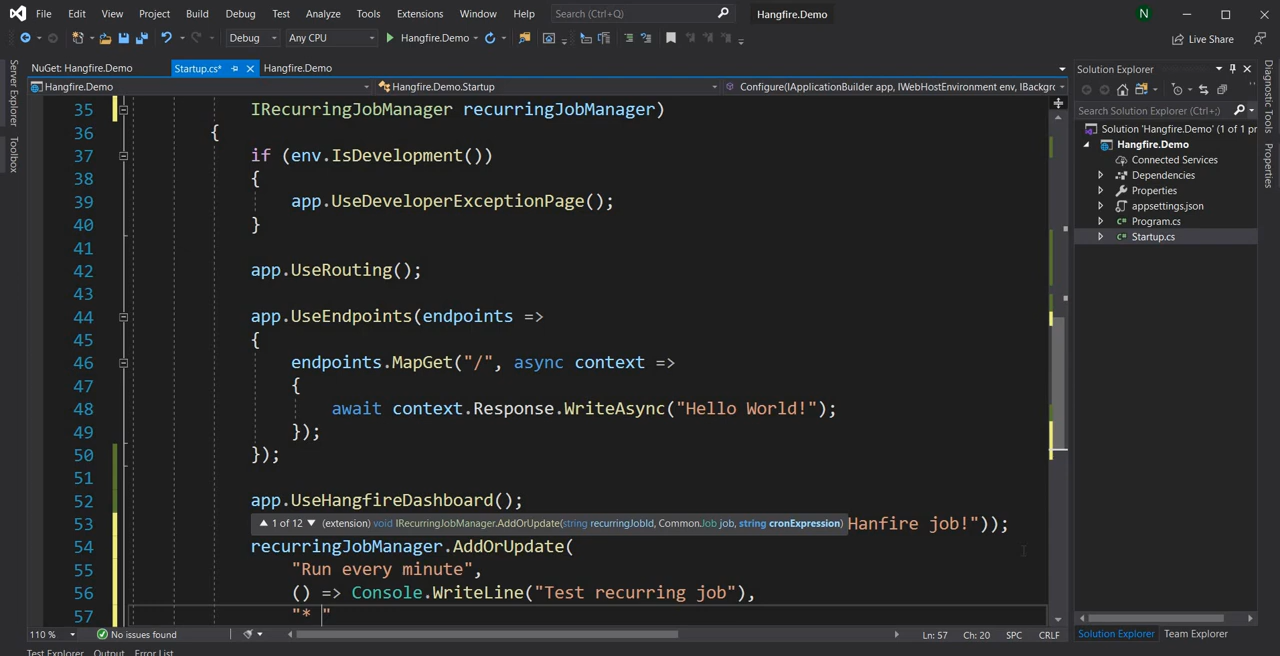 File Edit View Project Build Debug Test Analyze Tools Extensions Window Help Search (Ctrl+Q) Hangfire.Demo N
Debug Any CPU Hangfire.Demo Live Share
Server Explorer
Toolbox
NuGet: Hangfire.Demo Startup.cs* Hangfire.Demo
Hangfire.Demo Hangfire.Demo.Startup Configure(IApplicationBuilder app, IWebHostEnvironment env, IBackgro
35 IRecurringJobManager recurringJobManager)
36 {
37 if (env.IsDevelopment())
38 {
39 app.UseDeveloperExceptionPage();
40 }
41
42 app.UseRouting();
43
44 app.UseEndpoints(endpoints =>
45 {
46 endpoints.MapGet("/", async context =>
47 {
48 await context.Response.WriteAsync("Hello World!");
49 });
50 });
51
52 app.UseHangfireDashboard();
53 Hanfire job!"));
1 of 12 (extension) void IRecurringJobManager.AddOrUpdate(string recurringJobId, Common.Job job, string cronExpression)
54 recurringJobManager.AddOrUpdate(
55 "Run every minute",
56 () => Console.WriteLine("Test recurring job"),
57 "* "
110 % No issues found Ln: 57 Ch: 20 SPC CRLF
Test Explorer Output Error List
Solution Explorer
Search Solution Explorer (Ctrl+;)
Solution 'Hangfire.Demo' (1 of 1 pr
Hangfire.Demo
Connected Services
Dependencies
Properties
appsettings.json
Program.cs
Startup.cs
Solution Explorer Team Explorer
Diagnostic Tools
Properties